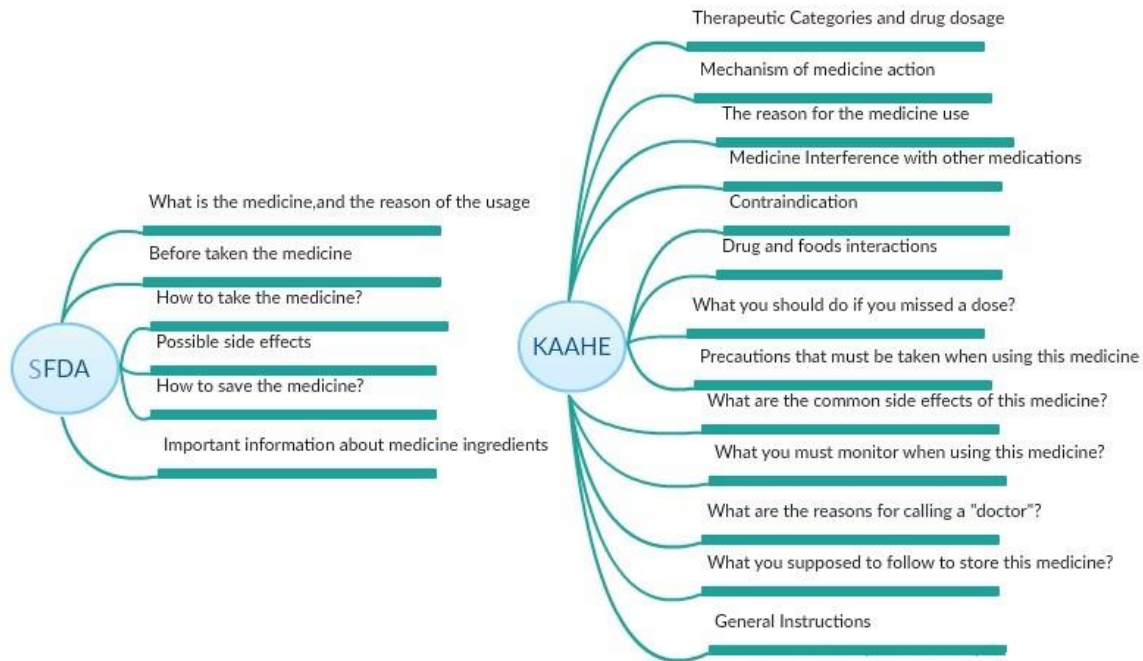 What is the medicine,and the reason of the usage
Before taken the medicine
How to take the medicine?
SFDA
Possible side effects
How to save the medicine?
Important information about medicine ingredients
Therapeutic Categories and drug dosage
Mechanism of medicine action
The reason for the medicine use
Medicine Interference with other medications
Contraindication
Drug and foods interactions
What you should do if you missed a dose?
KAAHE
Precautions that must be taken when using this medicine
What are the common side effects of this medicine?
What you must monitor when using this medicine?
What are the reasons for calling a "doctor"?
What you supposed to follow to store this medicine?
General Instructions